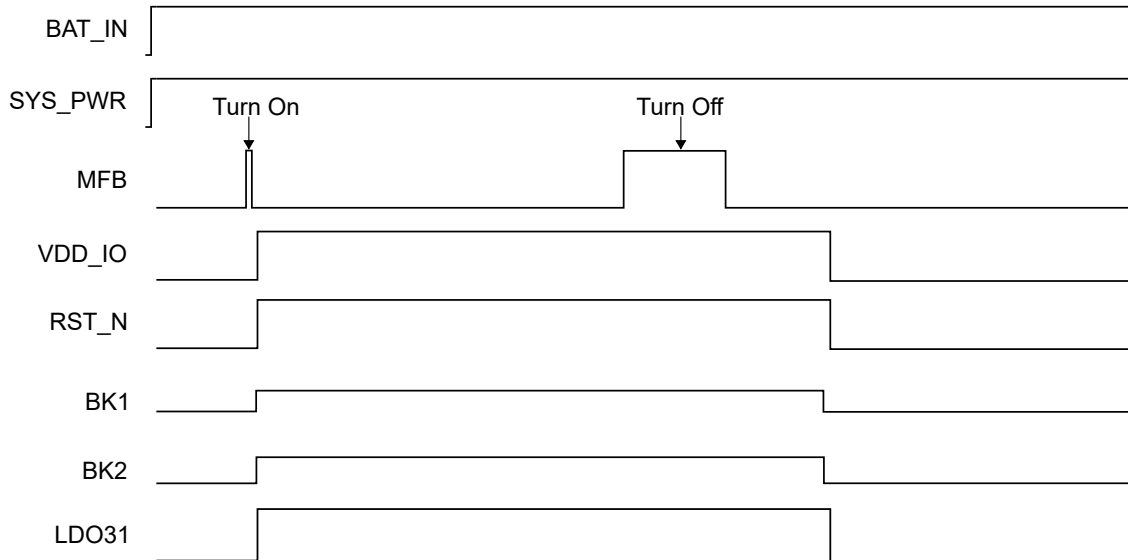 BAT_IN
SYS_PWR
Turn On
Turn Off
MFB
VDD_IO
RST_N
BK1
BK2
LDO31